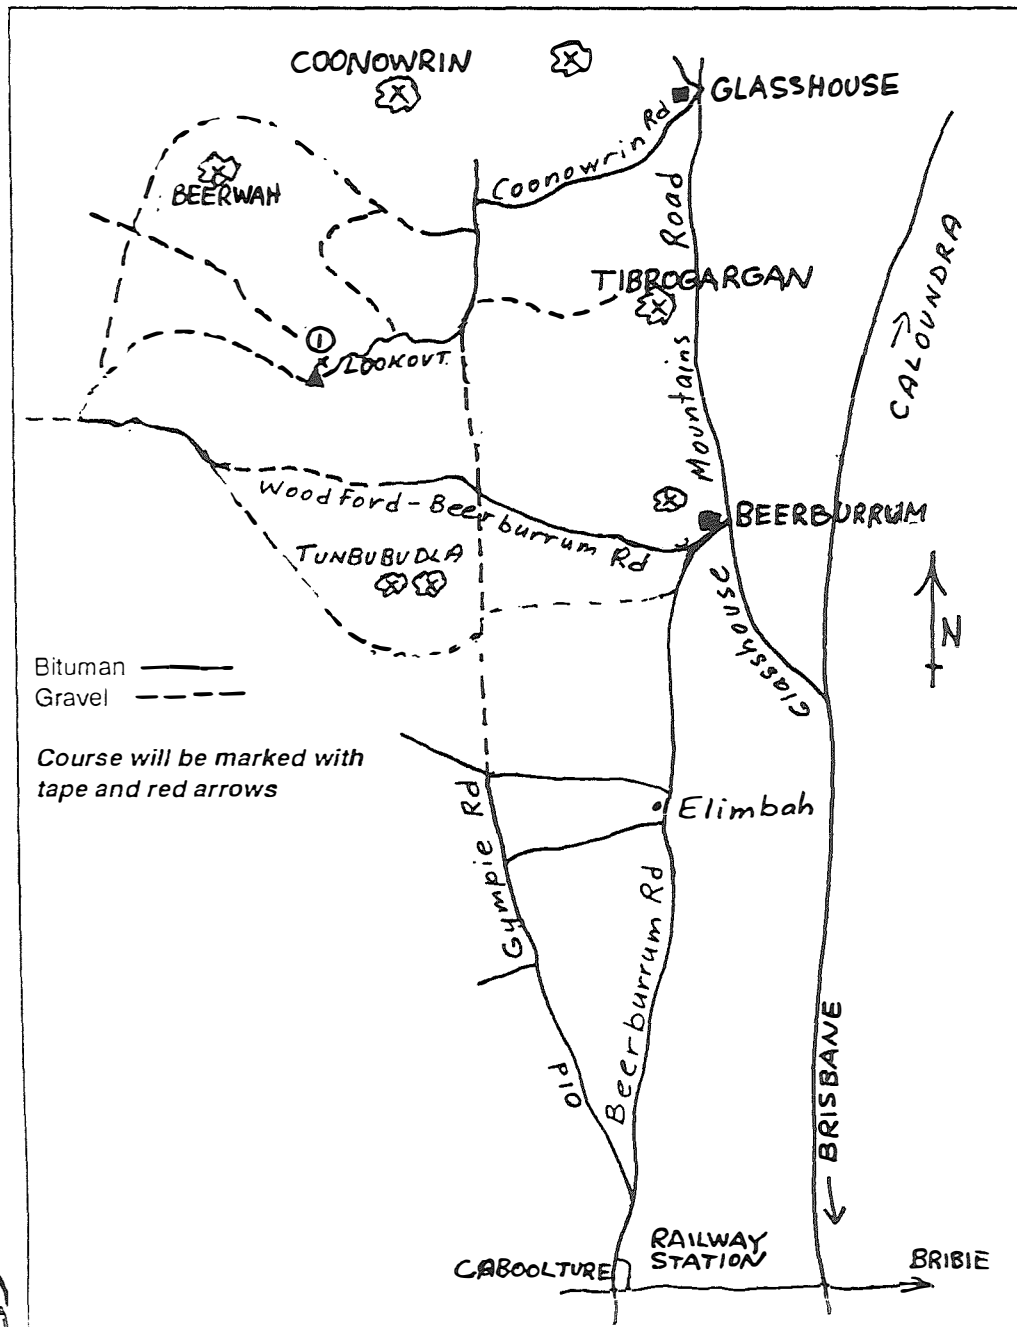 COONOWRIN
GLASSHOUSE
Coonowrin Rd
BEERWAH
TIBROGARGAN
CALOUNDRA
1
LOOKOUT.
Glasshouse Mountains Road
Woodford-Beerburrum Rd
BEERBURRUM
TUNBUBUDLA
N
Bituman
Gravel
Course will be marked with
tape and red arrows
Elimbah
Old Gympie Rd
Beerburrum Rd
BRISBANE
CABOOLTURE
RAILWAY
STATION
BRIBIE